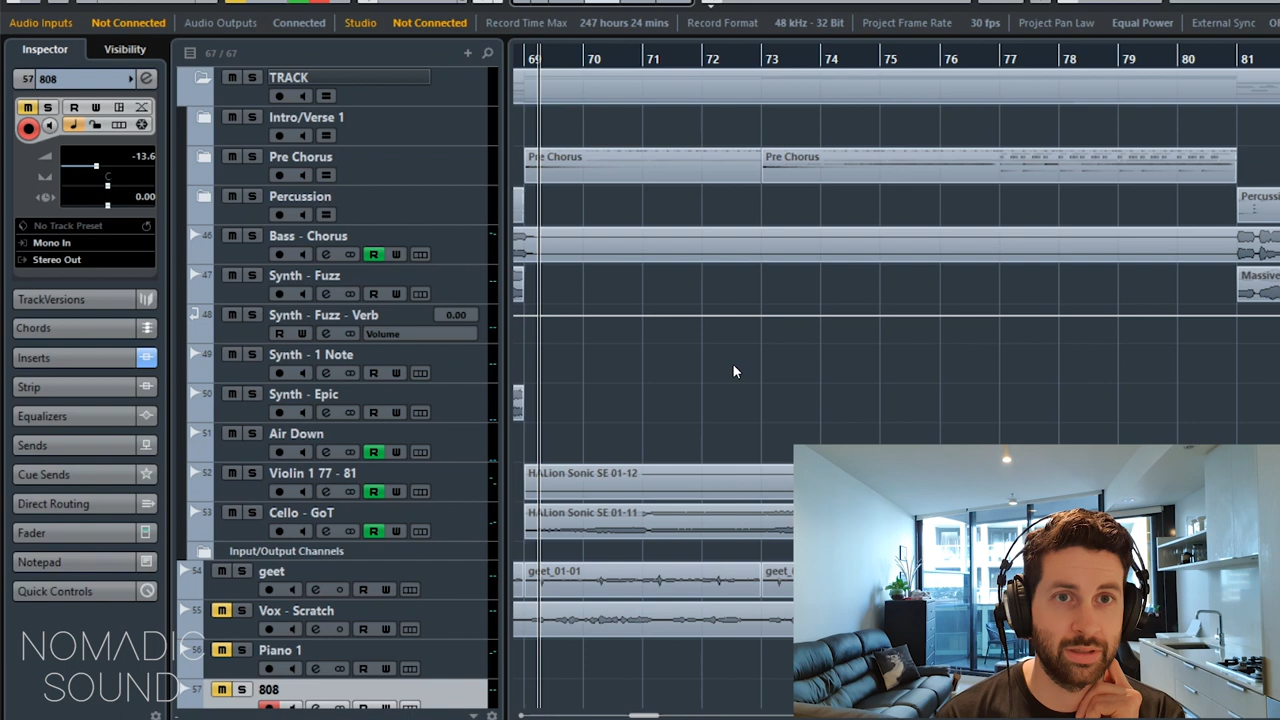 Audio Inputs Not Connected Audio Outputs Connected Studio Not Connected Record Time Max 247 hours 24 mins Record Format 48 kHz - 32 Bit Project Frame Rate 30 fps Project Pan Law Equal Power External Sync
Inspector Visibility 67 / 67
69 70 71 72 73 74 75 76 77 78 79 80 81
57 808
M S R W
-13.6
C
0.00
No Track Preset
Mono In
Stereo Out
TrackVersions
Chords
Inserts
Strip
Equalizers
Sends
Cue Sends
Direct Routing
Fader
Notepad
Quick Controls
NOMADIC
SOUND
M S TRACK
Intro/Verse 1
M S Pre Chorus
M S Percussion
46 M S Bass - Chorus
R W
47 M S Synth - Fuzz
R W
48 M S Synth - Fuzz - Verb 0.00
R W Volume
49 M S Synth - 1 Note
R W
50 M S Synth - Epic
R W
51 M S Air Down
R W
52 M S Violin 1 77 - 81
R W
53 M S Cello - GoT
R W
Input/Output Channels
54 M S geet
R W
55 M S Vox - Scratch
R W
56 M S Piano 1
R W
57 M S 808
Pre Chorus Pre Chorus
HALion Sonic SE 01-12
HALion Sonic SE 01-11
geet_01-01